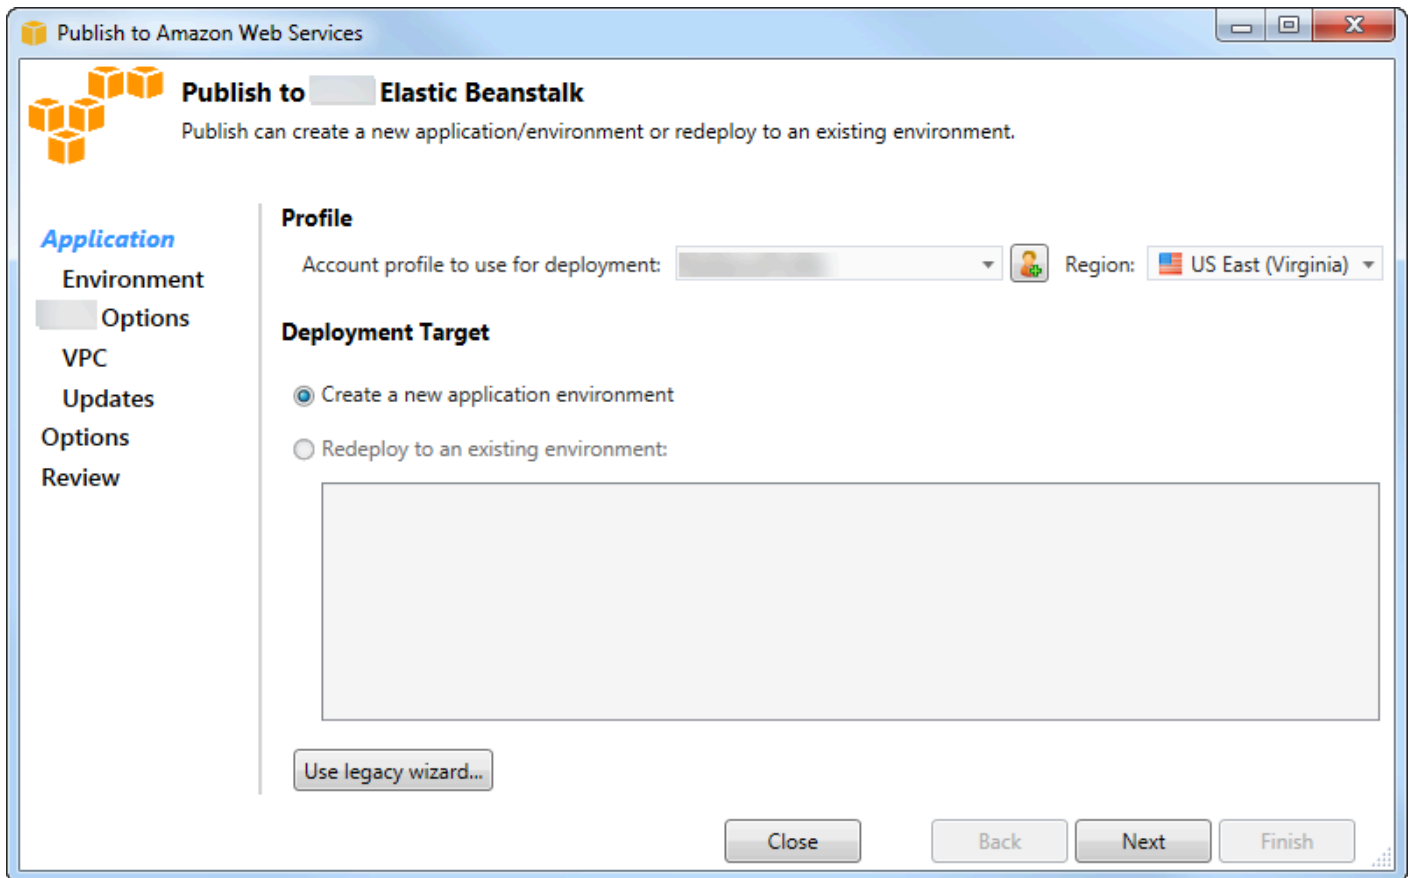 Publish to Amazon Web Services
Publish to Elastic Beanstalk
Publish can create a new application/environment or redeploy to an existing environment.
Application
Environment
Options
VPC
Updates
Options
Review
Profile
Account profile to use for deployment:
Region: US East (Virginia)
Deployment Target
Create a new application environment
Redeploy to an existing environment:
Use legacy wizard...
Close Back Next Finish